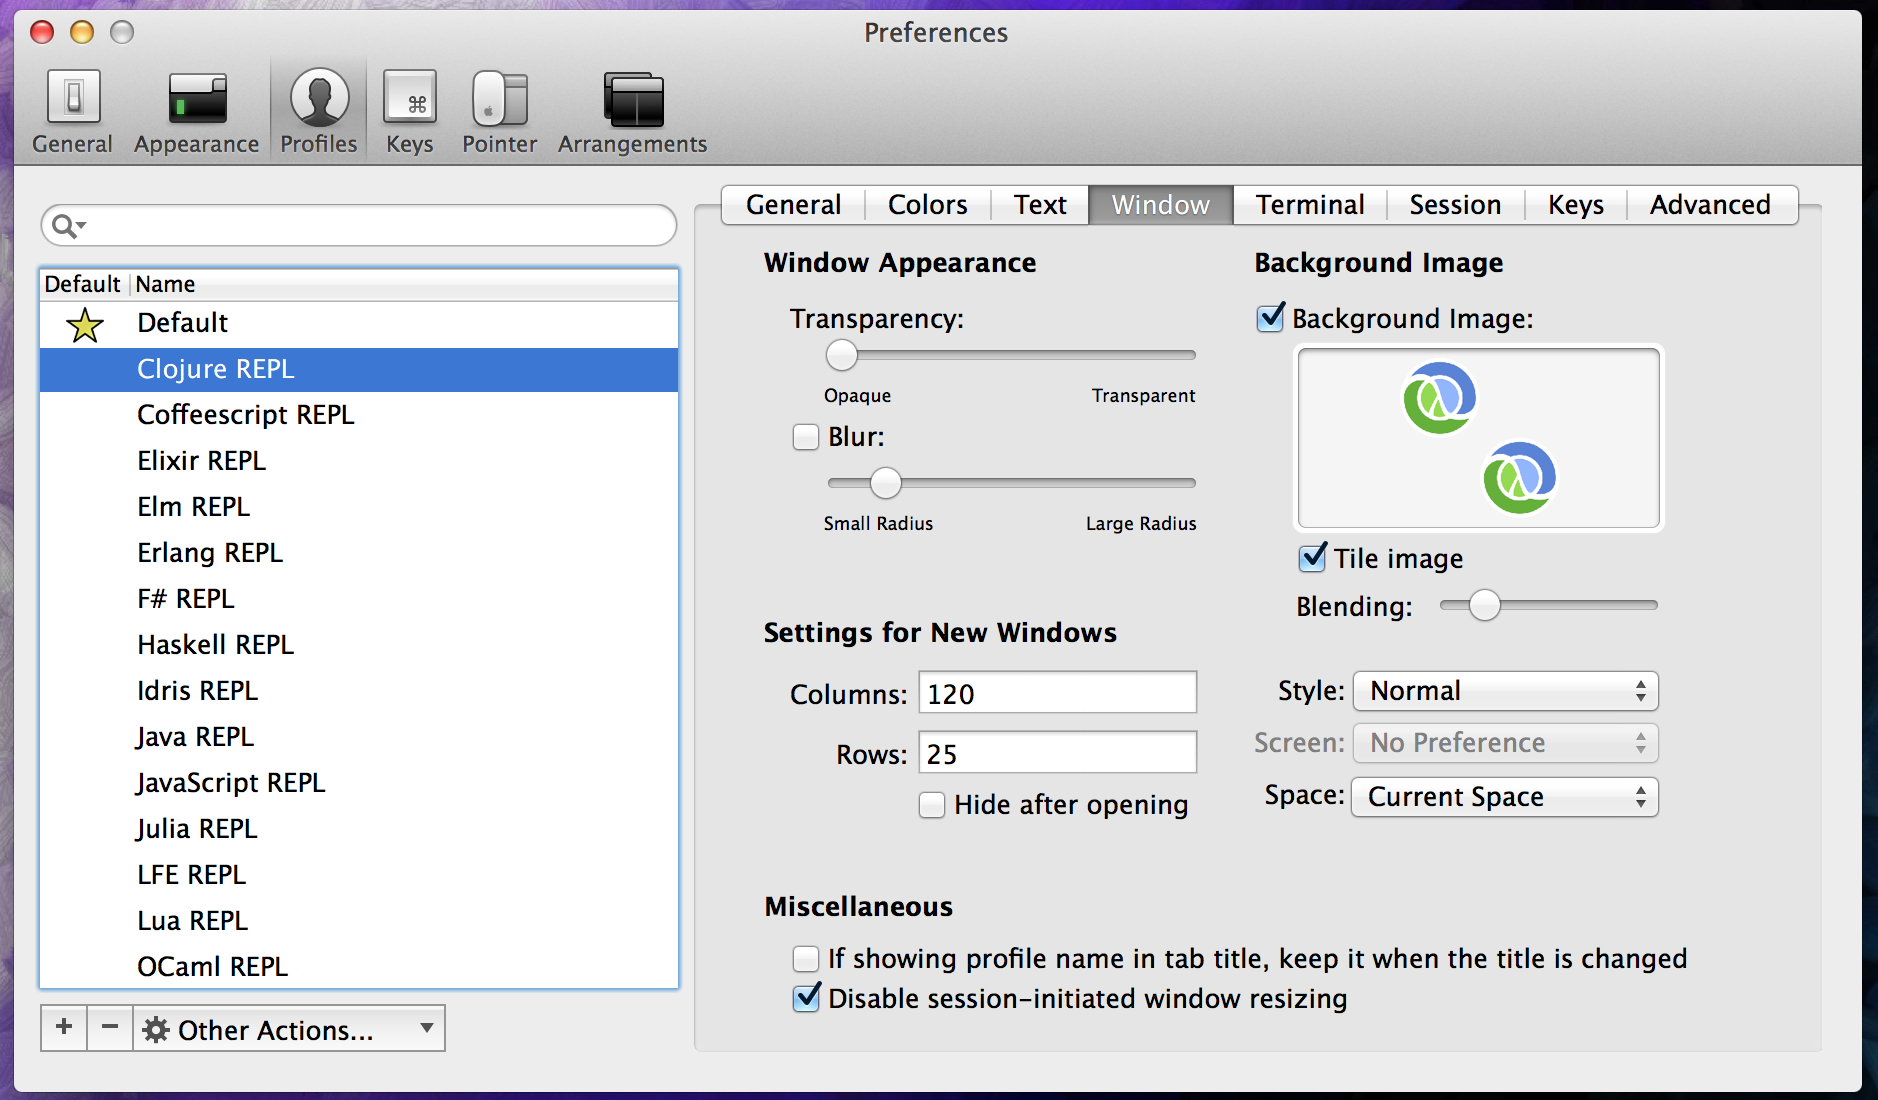 Preferences
General Appearance Profiles Keys Pointer Arrangements
General Colors Text Window Terminal Session Keys Advanced
Default Name
Default
Clojure REPL
Coffeescript REPL
Elixir REPL
Elm REPL
Erlang REPL
F# REPL
Haskell REPL
Idris REPL
Java REPL
JavaScript REPL
Julia REPL
LFE REPL
Lua REPL
OCaml REPL
+ − Other Actions...
Window Appearance
Transparency:
Opaque Transparent
Blur:
Small Radius Large Radius
Background Image
Background Image:
Tile image
Blending:
Settings for New Windows
Columns: 120
Rows: 25
Hide after opening
Style: Normal
Screen: No Preference
Space: Current Space
Miscellaneous
If showing profile name in tab title, keep it when the title is changed
Disable session-initiated window resizing